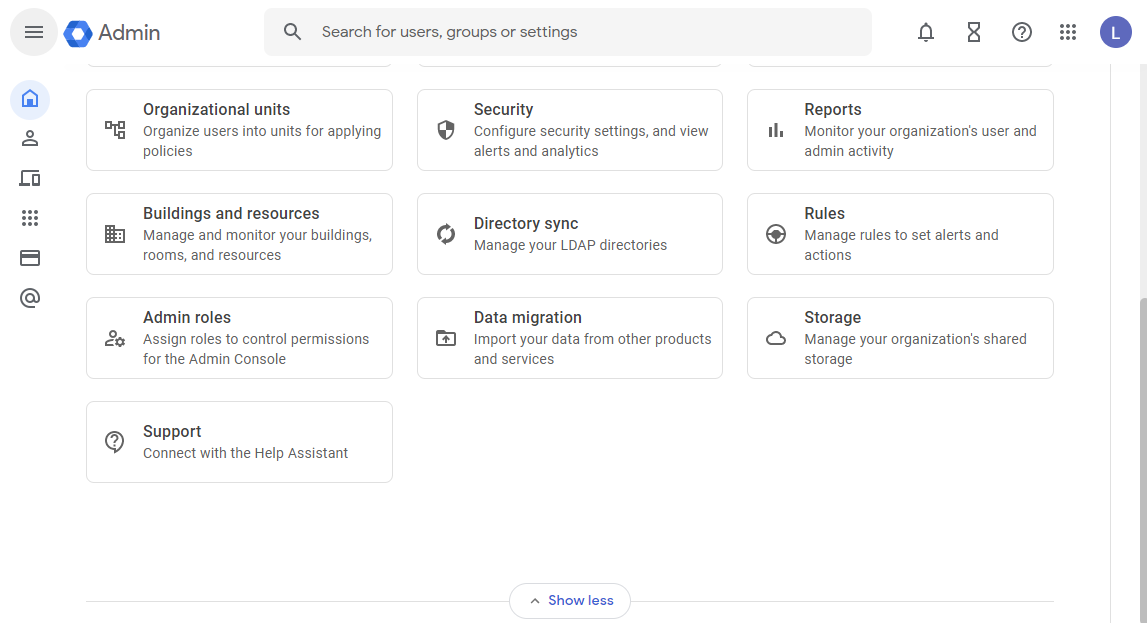 Admin
Search for users, groups or settings
L
Organizational units
Organize users into units for applying
policies
Security
Configure security settings, and view
alerts and analytics
Reports
Monitor your organization's user and
admin activity
Buildings and resources
Manage and monitor your buildings,
rooms, and resources
Directory sync
Manage your LDAP directories
Rules
Manage rules to set alerts and
actions
Admin roles
Assign roles to control permissions
for the Admin Console
Data migration
Import your data from other products
and services
Storage
Manage your organization's shared
storage
Support
Connect with the Help Assistant
Show less